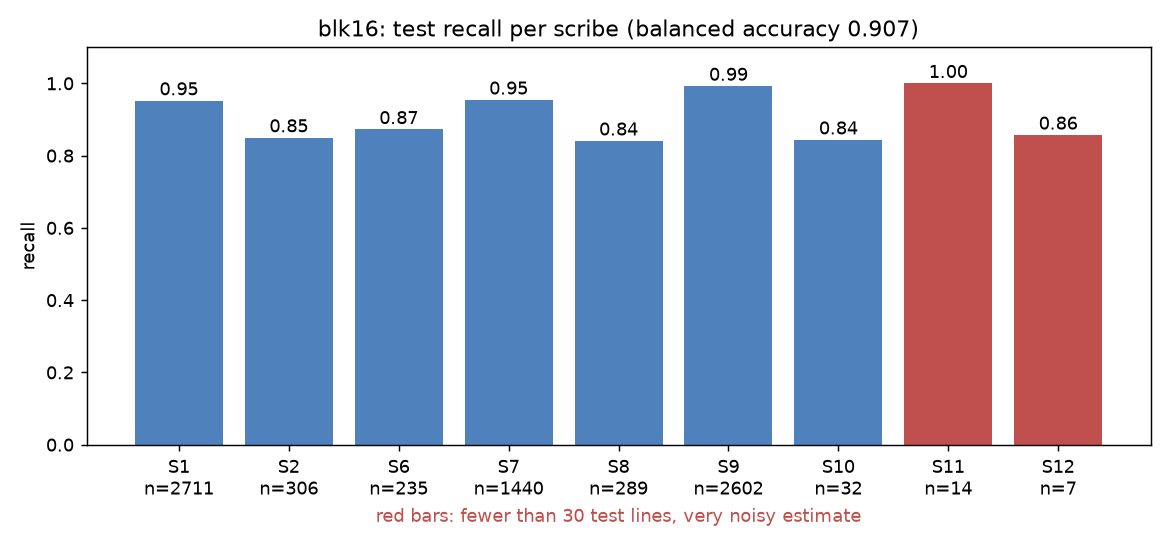 blk16: test recall per scribe (balanced accuracy 0.907)
recall
1.0
0.8
0.6
0.4
0.2
0.0
0.95 0.85 0.87 0.95 0.84 0.99 0.84 1.00 0.86
S1 S2 S6 S7 S8 S9 S10 S11 S12
n=2711 n=306 n=235 n=1440 n=289 n=2602 n=32 n=14 n=7
red bars: fewer than 30 test lines, very noisy estimate